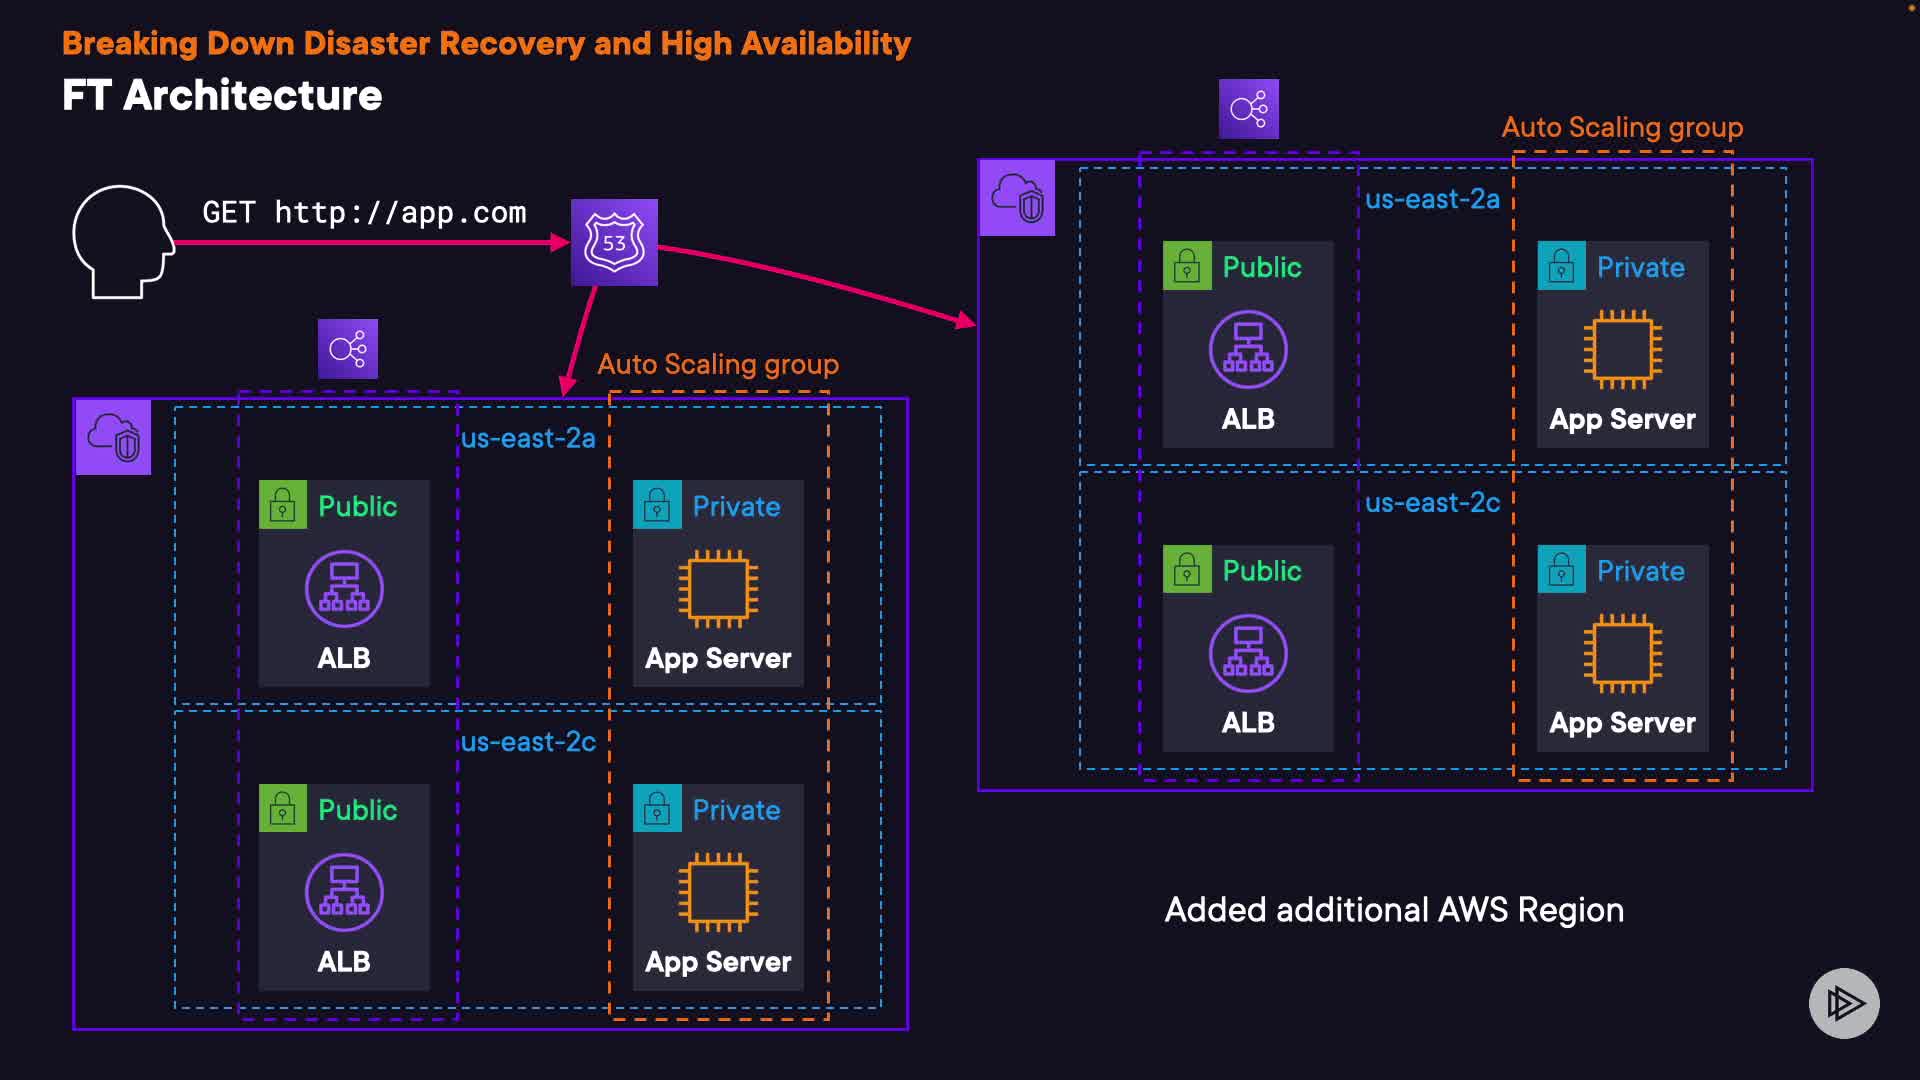 Breaking Down Disaster Recovery and High Availability
FT Architecture
GET http://app.com
53
Auto Scaling group
us-east-2a
Public
Private
ALB
App Server
us-east-2c
Public
Private
ALB
App Server
Auto Scaling group
us-east-2a
Public
Private
ALB
App Server
us-east-2c
Public
Private
ALB
App Server
Added additional AWS Region